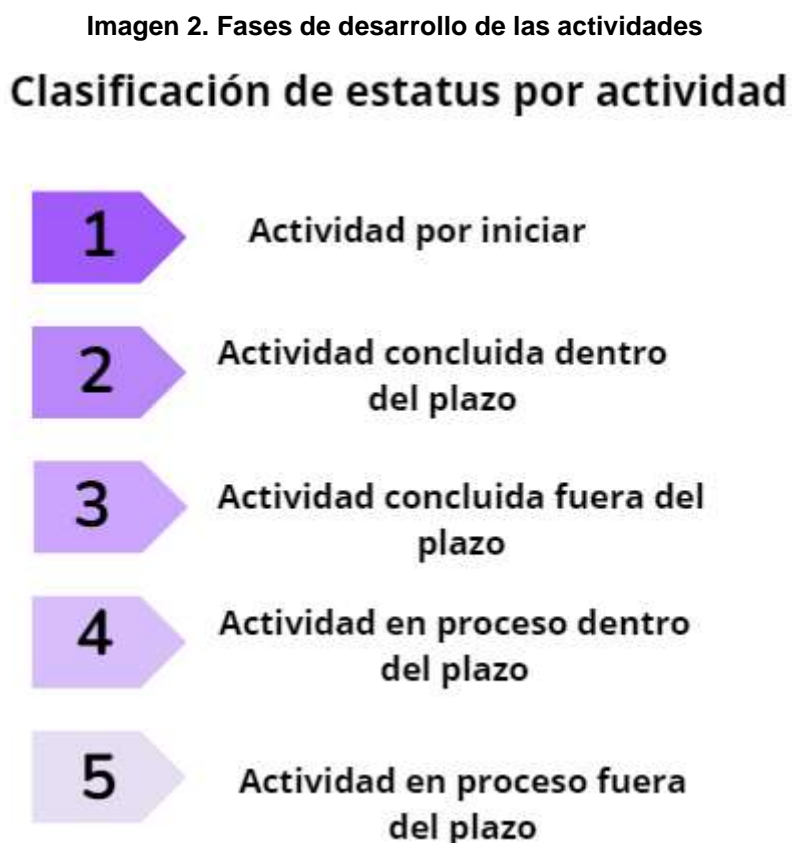 Imagen 2. Fases de desarrollo de las actividades
Clasificación de estatus por actividad
1
Actividad por iniciar
2
Actividad concluida dentro
del plazo
3
Actividad concluida fuera del
plazo
4
Actividad en proceso dentro
del plazo
5
Actividad en proceso fuera
del plazo